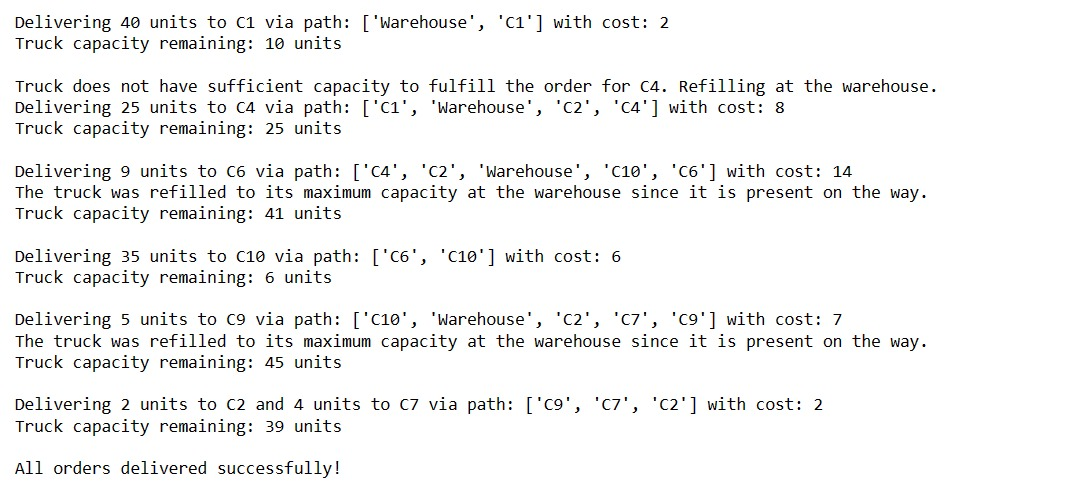 Delivering 40 units to C1 via path: ['Warehouse', 'C1'] with cost: 2
Truck capacity remaining: 10 units
Truck does not have sufficient capacity to fulfill the order for C4. Refilling at the warehouse.
Delivering 25 units to C4 via path: ['C1', 'Warehouse', 'C2', 'C4'] with cost: 8
Truck capacity remaining: 25 units
Delivering 9 units to C6 via path: ['C4', 'C2', 'Warehouse', 'C10', 'C6'] with cost: 14
The truck was refilled to its maximum capacity at the warehouse since it is present on the way.
Truck capacity remaining: 41 units
Delivering 35 units to C10 via path: ['C6', 'C10'] with cost: 6
Truck capacity remaining: 6 units
Delivering 5 units to C9 via path: ['C10', 'Warehouse', 'C2', 'C7', 'C9'] with cost: 7
The truck was refilled to its maximum capacity at the warehouse since it is present on the way.
Truck capacity remaining: 45 units
Delivering 2 units to C2 and 4 units to C7 via path: ['C9', 'C7', 'C2'] with cost: 2
Truck capacity remaining: 39 units
All orders delivered successfully!